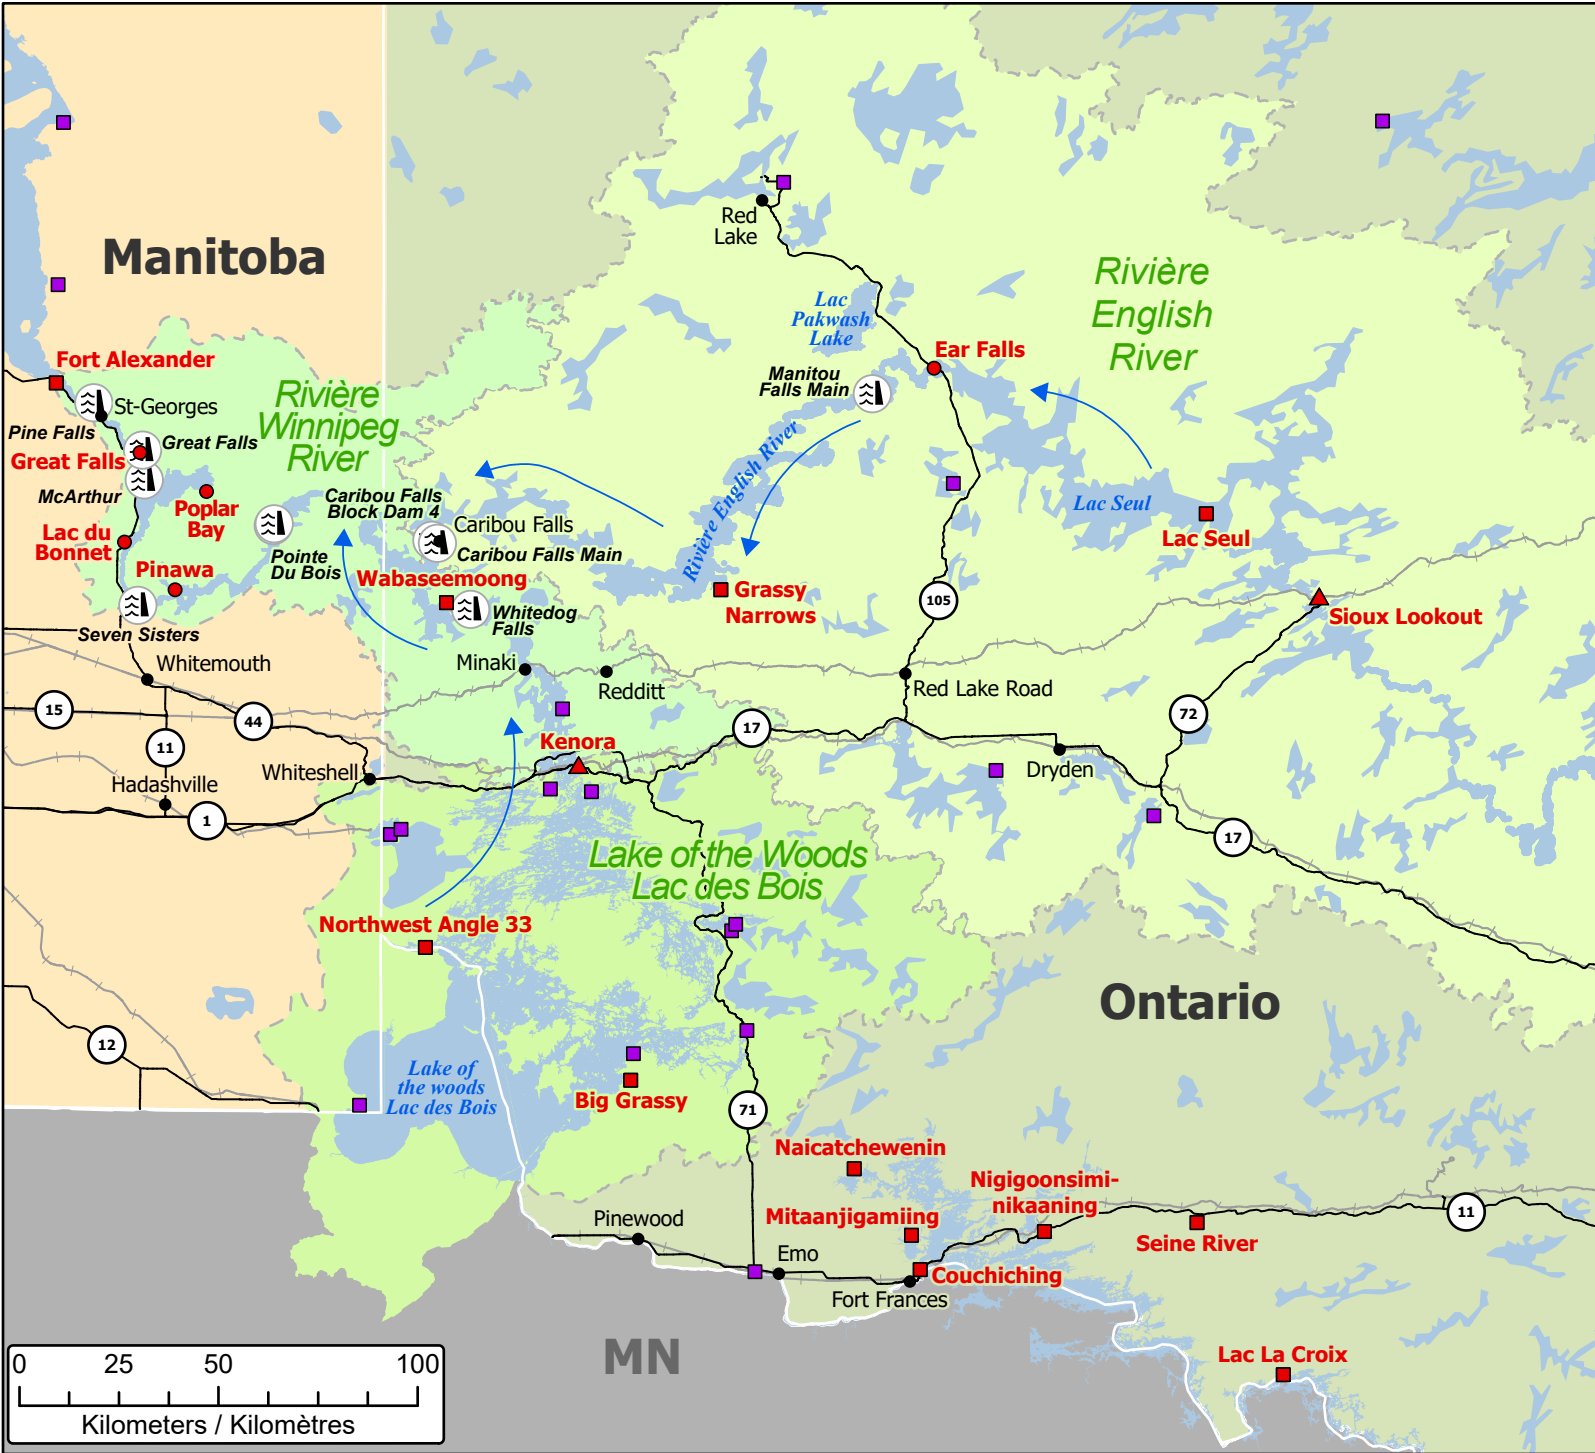 Red
Lake
Manitoba
Rivière
English
River
Lac
Pakwash
Lake
Ear Falls
Fort Alexander
Manitou
Falls Main
Rivière
Winnipeg
River
St-Georges
Pine Falls
Great Falls
Great Falls
McArthur
Poplar
Bay
Caribou Falls
Block Dam 4
Caribou Falls
Caribou Falls Main
Rivière English River
Lac Seul
Lac Seul
Lac du
Bonnet
Pointe
Du Bois
Pinawa
Wabaseemoong
Whitedog
Falls
Grassy
Narrows
105
Sioux Lookout
Seven Sisters
Whitemouth
Minaki
Redditt
Red Lake Road
15
44
11
17
72
Kenora
Whiteshell
Hadashville
Dryden
1
17
Lake of the Woods
Lac des Bois
Northwest Angle 33
Ontario
12
Lake of
the woods
Lac des Bois
Big Grassy
71
Naicatchewenin
Nigigoonsimi-
nikaaning
Mitaanjigamiing
11
Pinewood
Seine River
Emo
Couchiching
Fort Frances
MN
Lac La Croix
0 25 50 100
Kilometers / Kilomètres